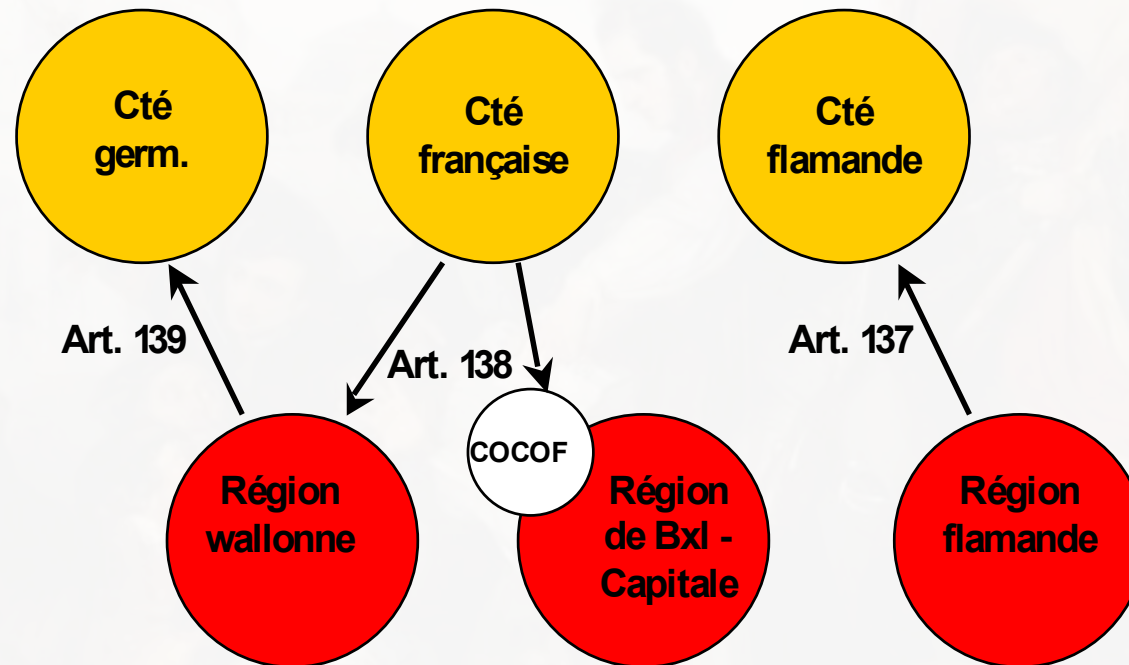 Cté
germ.
Cté
française
Cté
flamande
Art. 139
Art. 138
Art. 137
COCOF
Région
wallonne
Région
de Bxl -
Capitale
Région
flamande